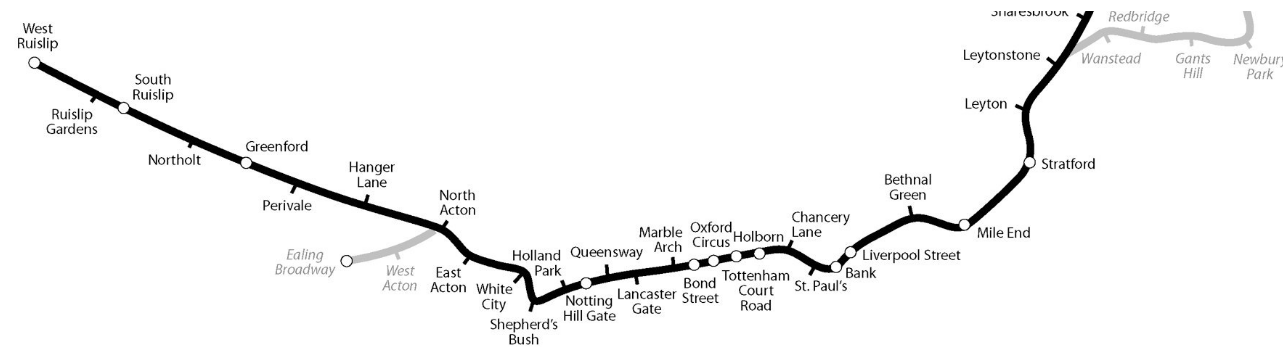 West
Ruislip
Ruislip
Gardens
South
Ruislip
Northolt
Greenford
Perivale
Hanger
Lane
North
Acton
Ealing
Broadway
West
Acton
East
Acton
White
City
Shepherd's
Bush
Holland
Park
Notting
Hill Gate
Queensway
Lancaster
Gate
Marble
Arch
Bond
Street
Oxford
Circus
Tottenham
Court
Road
Holborn
Chancery
Lane
St. Paul's
Bank
Liverpool Street
Bethnal
Green
Mile End
Stratford
Leyton
Leytonstone
Snaresbrook
Wanstead
Redbridge
Gants
Hill
Newbury
Park